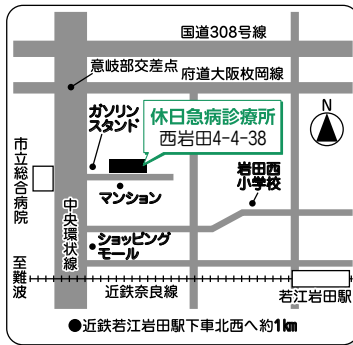 国道308号線
意岐部交差点
府道大阪枚岡線
ガソリン
スタンド
休日急病診療所
西岩田4-4-38
N
市立総合病院
中央環状線
マンション
岩田西
小学校
ショッピング
モール
至難波
近鉄奈良線
若江岩田駅
●近鉄若江岩田駅下車北西へ約1km